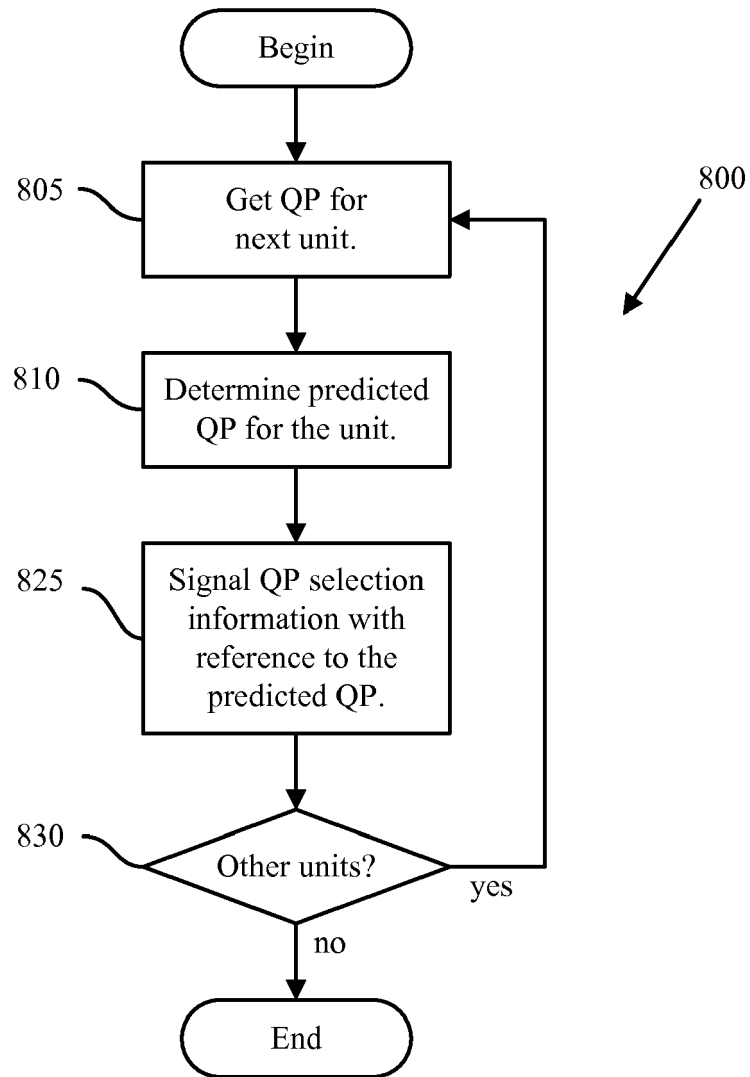 Begin
805
Get QP for
next unit.
800
810
Determine predicted
QP for the unit.
825
Signal QP selection
information with
reference to the
predicted QP.
830
Other units?
yes
no
End